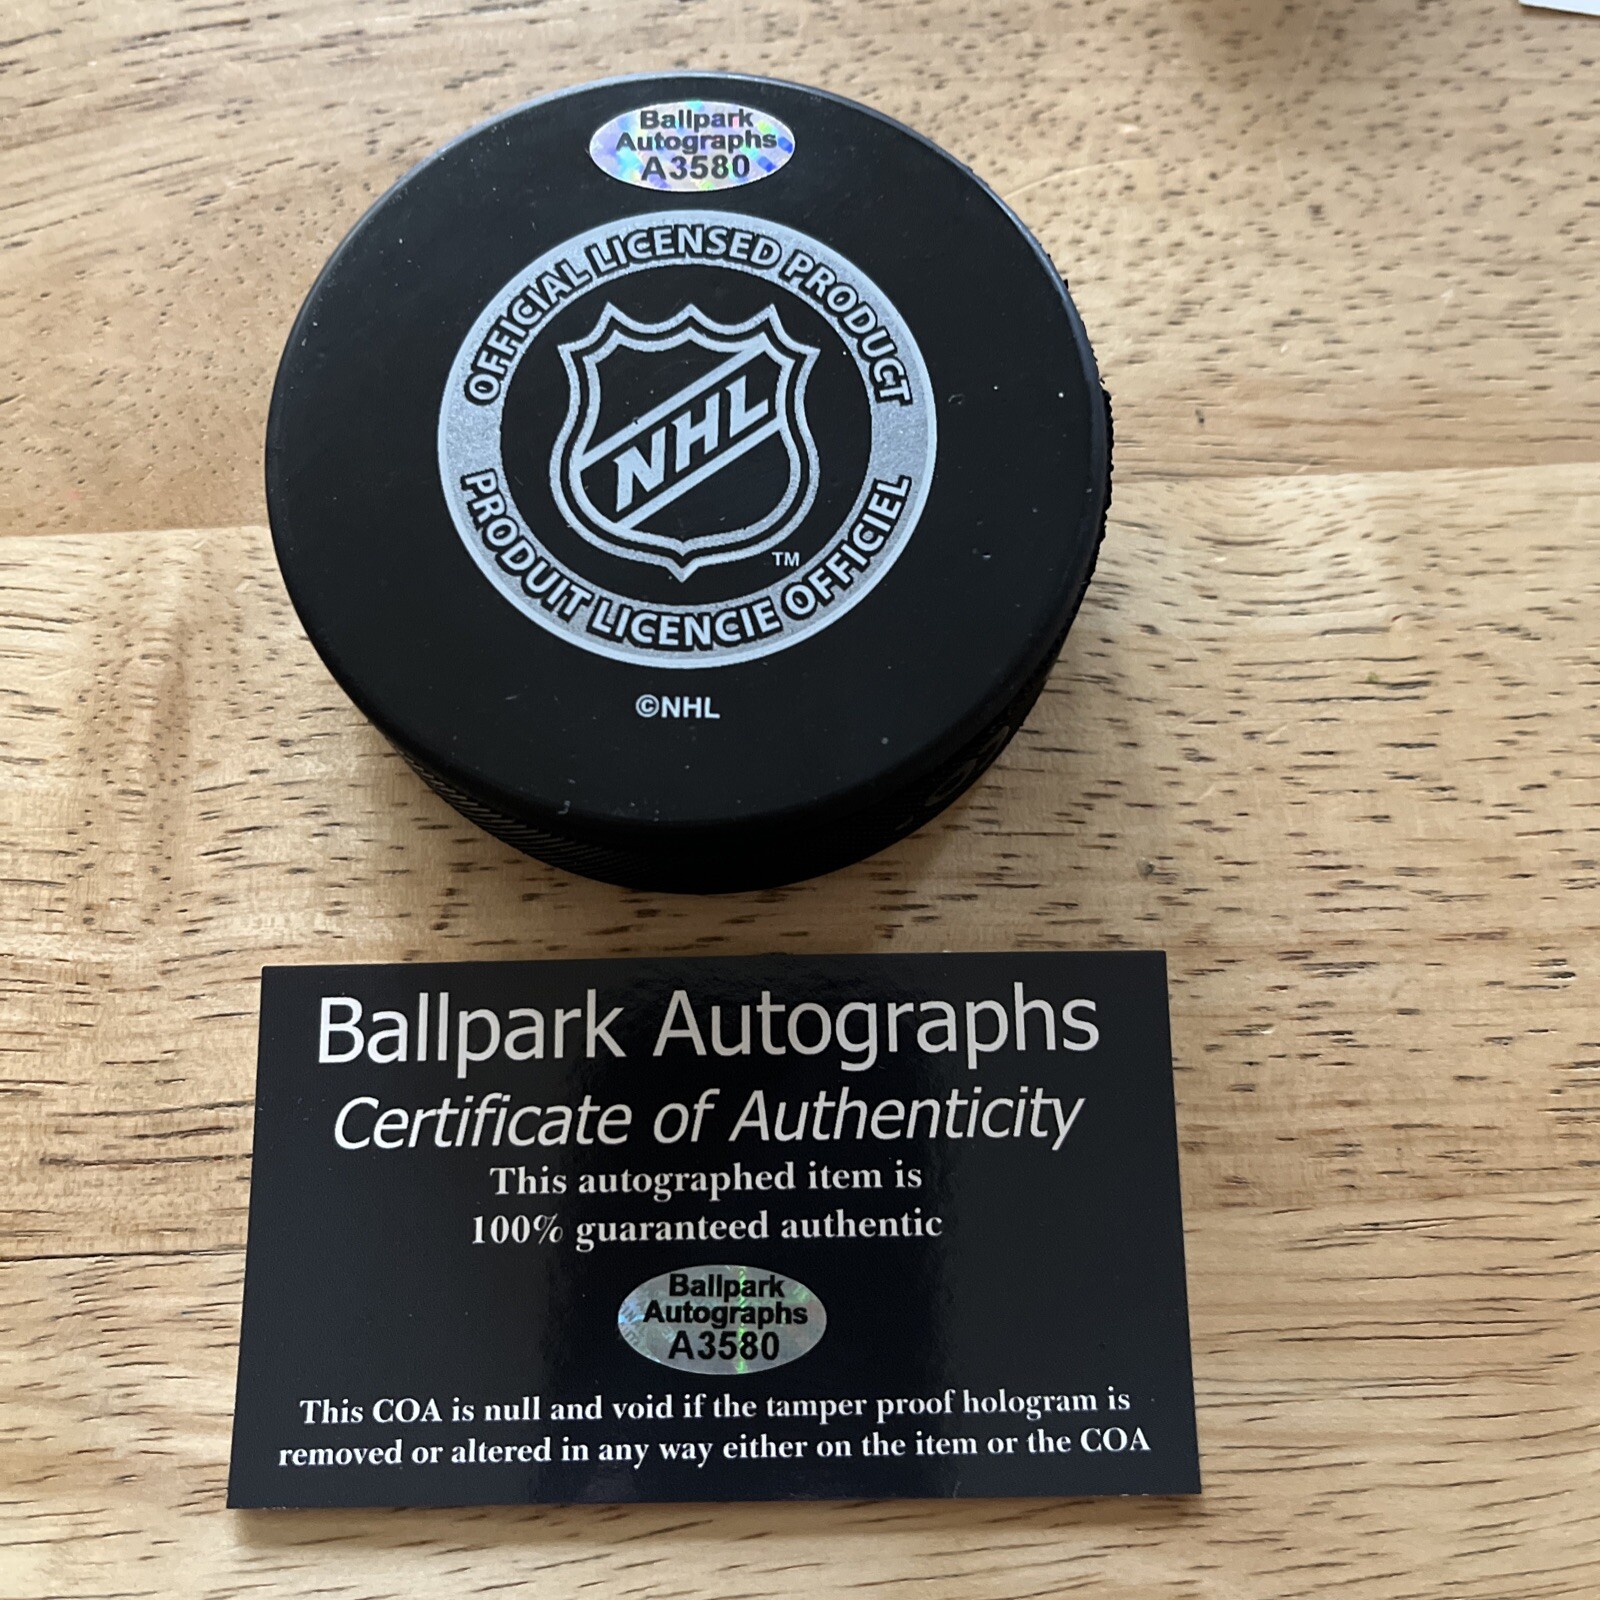 Ballpark
Autographs
A3580
OFFICIAL LICENSED PRODUCT
NHL
TM
PRODUIT LICENCIE OFFICIEL
©NHL
Ballpark Autographs
Certificate of Authenticity
This autographed item is
100% guaranteed authentic
Ballpark
Autographs
A3580
This COA is null and void if the tamper proof hologram is
removed or altered in any way either on the item or the COA